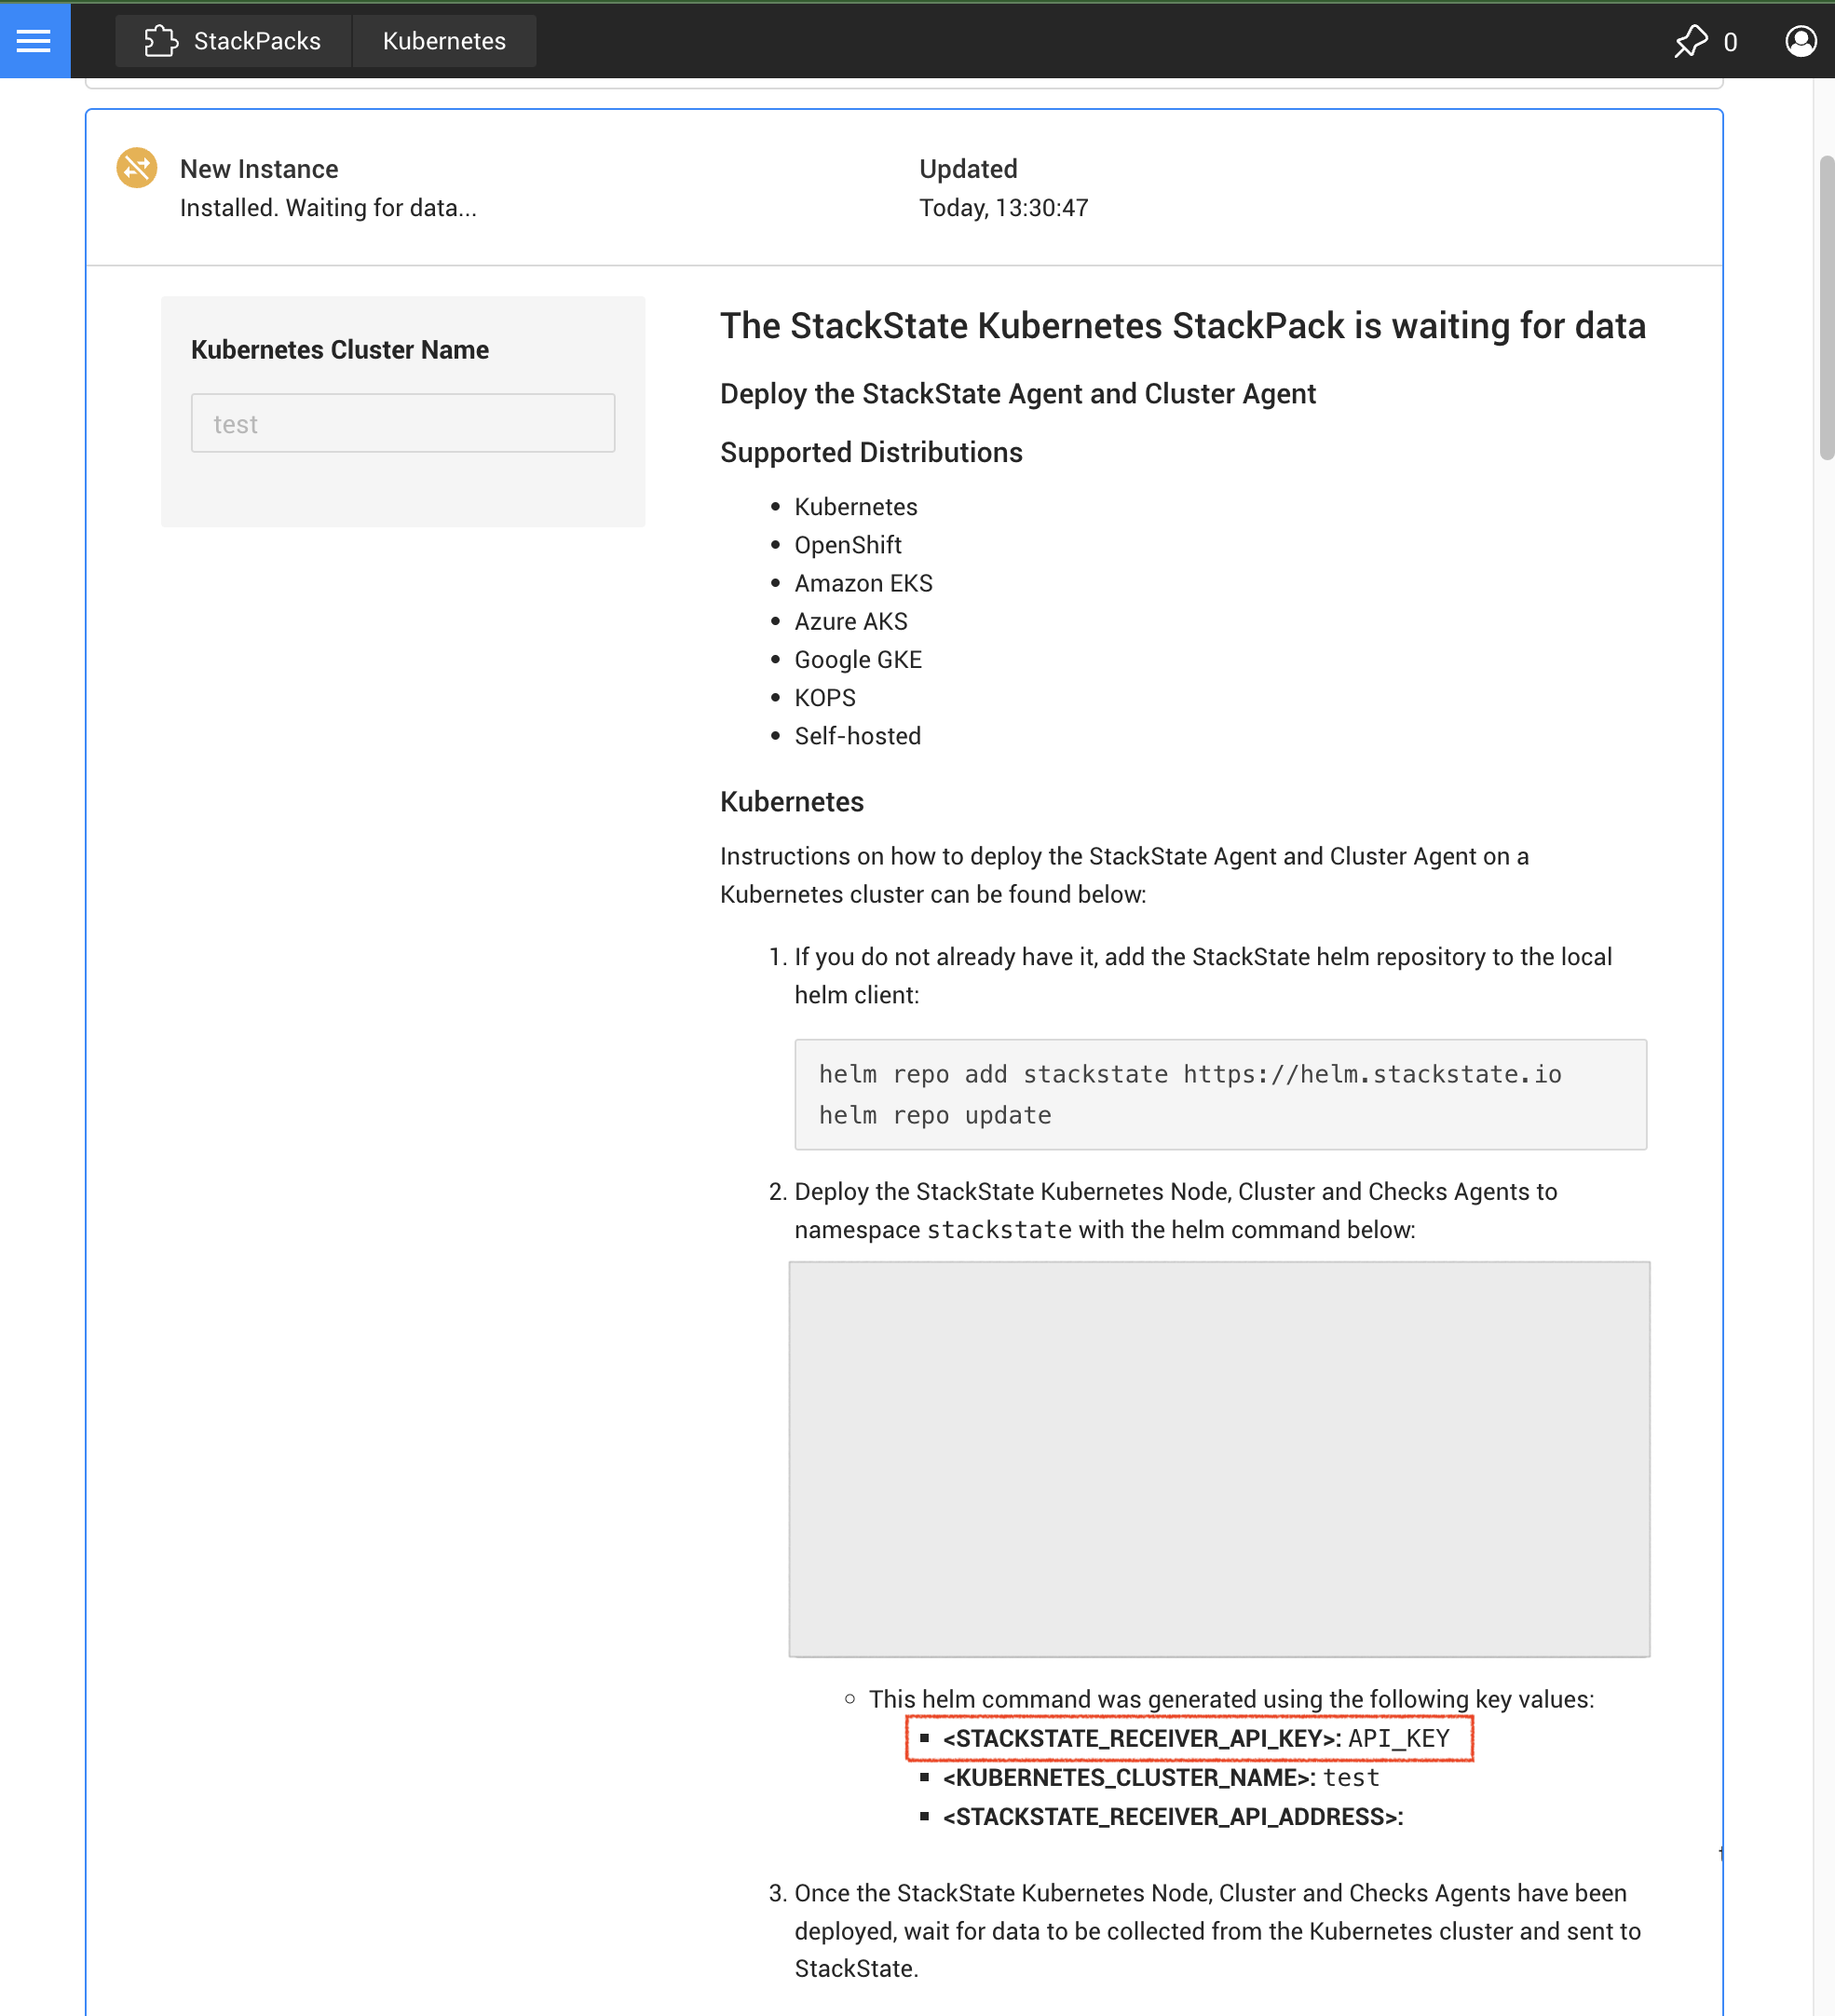 StackPacks
Kubernetes
0
New Instance
Updated
Installed. Waiting for data...
Today, 13:30:47
Kubernetes Cluster Name
test
The StackState Kubernetes StackPack is waiting for data
Deploy the StackState Agent and Cluster Agent
Supported Distributions
• Kubernetes
• OpenShift
• Amazon EKS
• Azure AKS
• Google GKE
• KOPS
• Self-hosted
Kubernetes
Instructions on how to deploy the StackState Agent and Cluster Agent on a
Kubernetes cluster can be found below:
1. If you do not already have it, add the StackState helm repository to the local
helm client:
helm repo add stackstate https://helm.stackstate.io
helm repo update
2. Deploy the StackState Kubernetes Node, Cluster and Checks Agents to
namespace stackstate with the helm command below:
This helm command was generated using the following key values:
<STACKSTATE_RECEIVER_API_KEY>: API_KEY
<KUBERNETES_CLUSTER_NAME>: test
<STACKSTATE_RECEIVER_API_ADDRESS>:
3. Once the StackState Kubernetes Node, Cluster and Checks Agents have been
deployed, wait for data to be collected from the Kubernetes cluster and sent to
StackState.